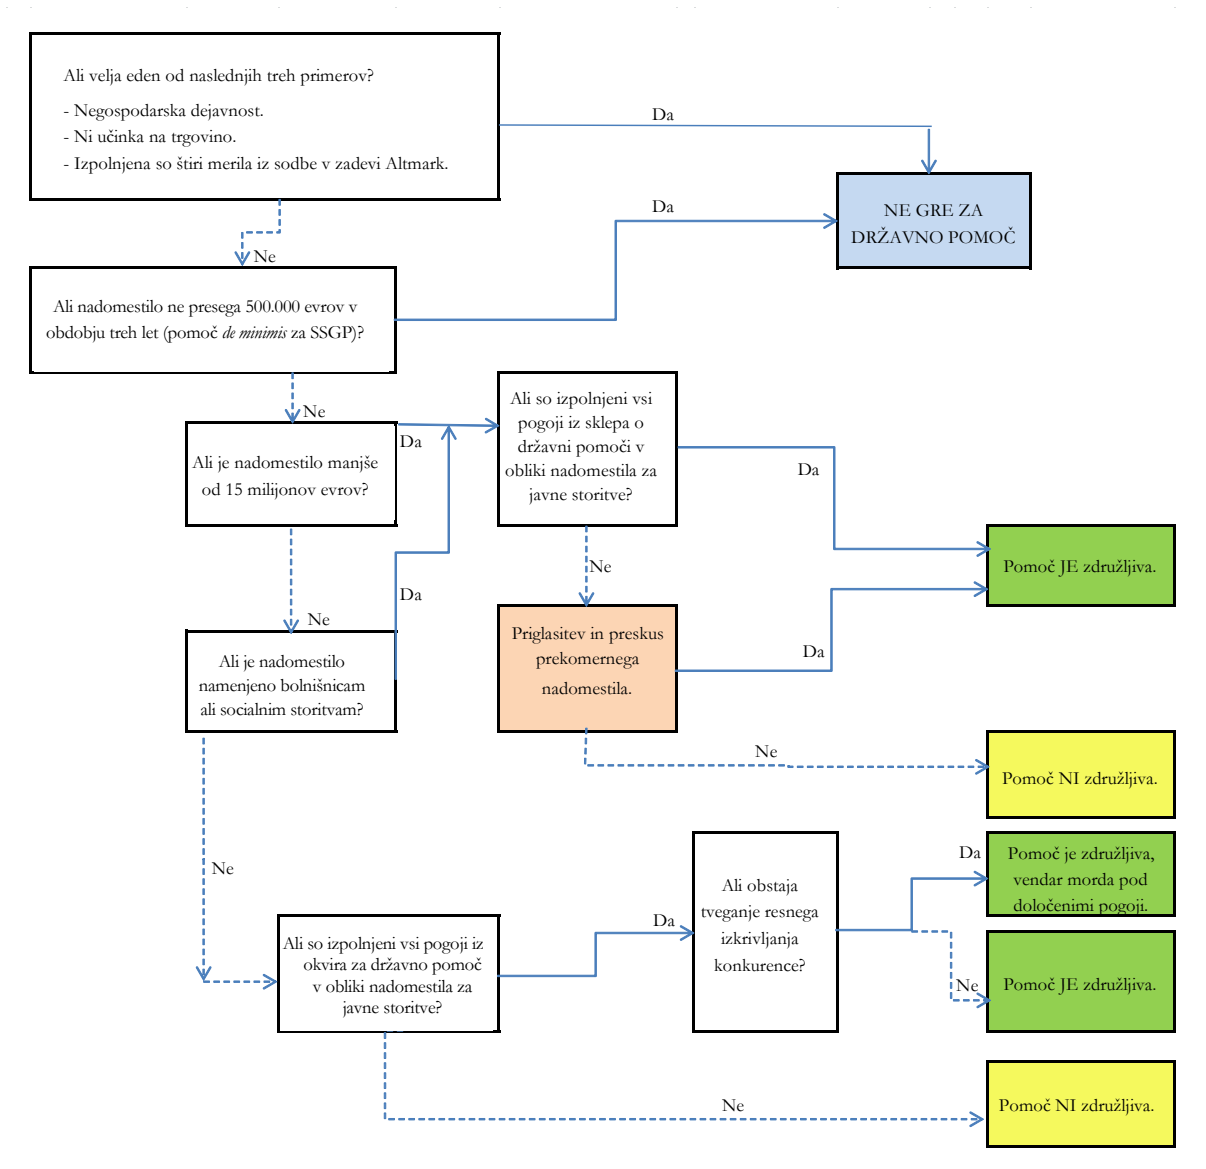 Ali velja eden od naslednjih treh primerov?
- Negospodarska dejavnost.
- Ni učinka na trgovino.
- Izpolnjena so štiri merila iz sodbe v zadevi Altmark.
Da
NE GRE ZA
DRŽAVNO POMOČ
Da
Ne
Ali nadomestilo ne presega 500.000 evrov v
obdobju treh let (pomoč de minimis za SSGP)?
Ne
Da
Ali je nadomestilo manjše
od 15 milijonov evrov?
Ali so izpolnjeni vsi
pogoji iz sklepa o
državni pomoči v
obliki nadomestila za
javne storitve?
Da
Ne
Pomoč JE združljiva.
Ne
Da
Ali je nadomestilo
namenjeno bolnišnicam
ali socialnim storitvam?
Priglasitev in preskus
prekomernega
nadomestila.
Da
Ne
Pomoč NI združljiva.
Ne
Ali so izpolnjeni vsi pogoji iz
okvira za državno pomoč
v obliki nadomestila za
javne storitve?
Da
Ali obstaja
tveganje resnega
izkrivljanja
konkurence?
Da
Pomoč je združljiva,
vendar morda pod
določenimi pogoji.
Ne
Pomoč JE združljiva.
Ne
Pomoč NI združljiva.